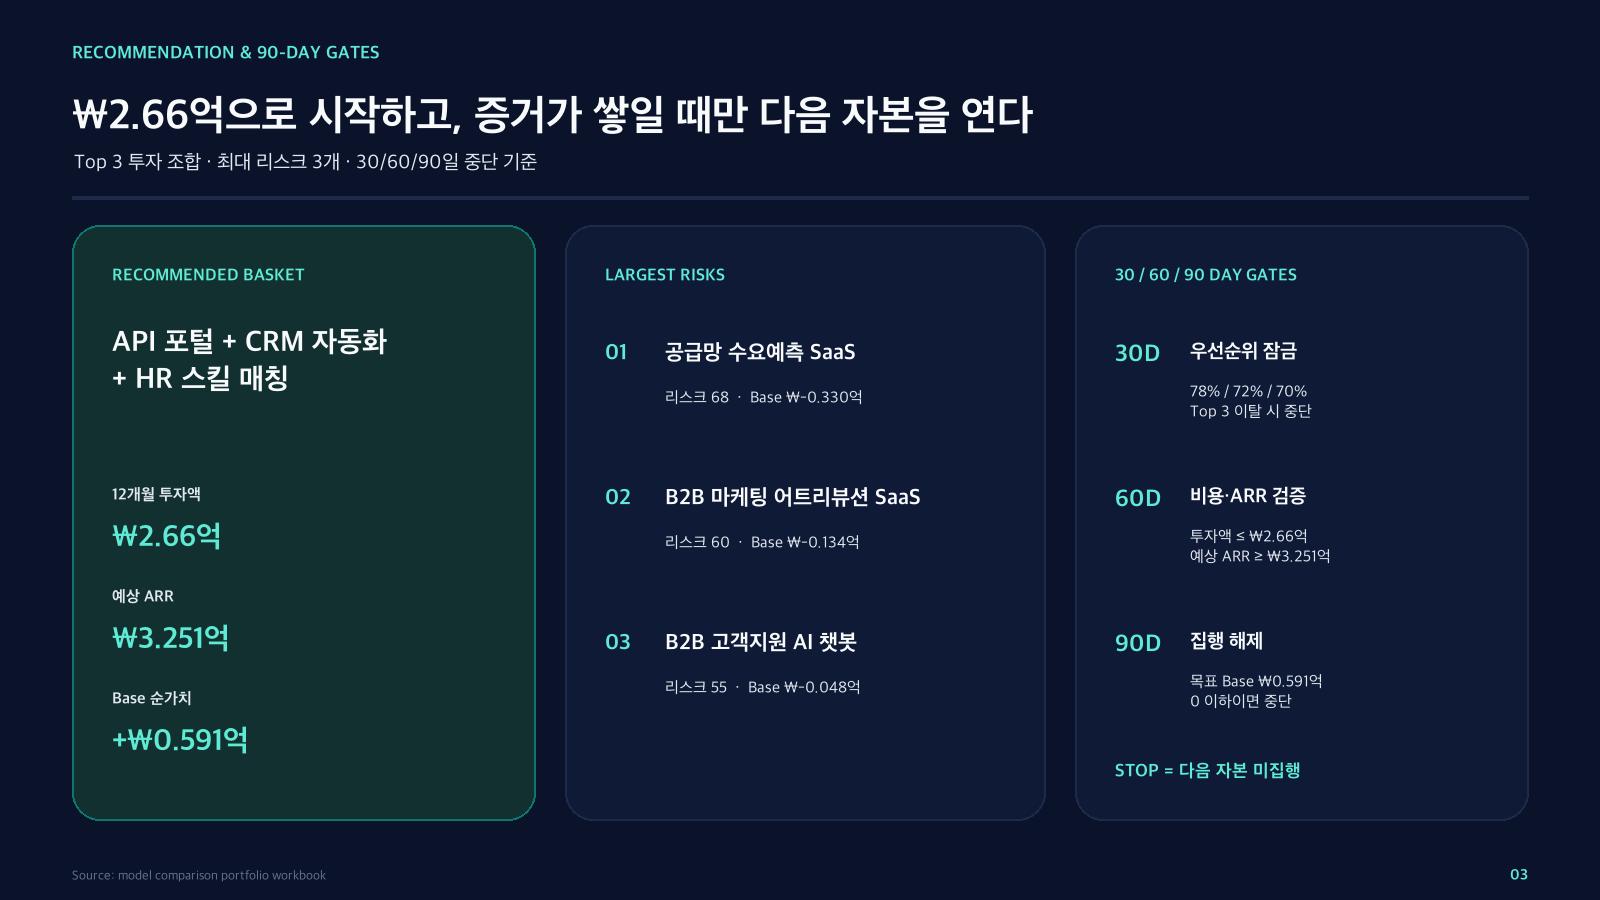 RECOMMENDATION & 90-DAY GATES
₩2.66억으로 시작하고, 증거가 쌓일 때만 다음 자본을 연다
Top 3 투자 조합 · 최대 리스크 3개 · 30/60/90일 중단 기준
RECOMMENDED BASKET
API 포털 + CRM 자동화
+ HR 스킬 매칭
12개월 투자액
₩2.66억
예상 ARR
₩3.251억
Base 순가치
+₩0.591억
LARGEST RISKS
01 공급망 수요예측 SaaS
리스크 68 · Base ₩-0.330억
02 B2B 마케팅 어트리뷰션 SaaS
리스크 60 · Base ₩-0.134억
03 B2B 고객지원 AI 챗봇
리스크 55 · Base ₩-0.048억
30 / 60 / 90 DAY GATES
30D 우선순위 잠금
78% / 72% / 70%
Top 3 이탈 시 중단
60D 비용·ARR 검증
투자액 ≤ ₩2.66억
예상 ARR ≥ ₩3.251억
90D 집행 해제
목표 Base ₩0.591억
0 이하이면 중단
STOP = 다음 자본 미집행
Source: model comparison portfolio workbook
03